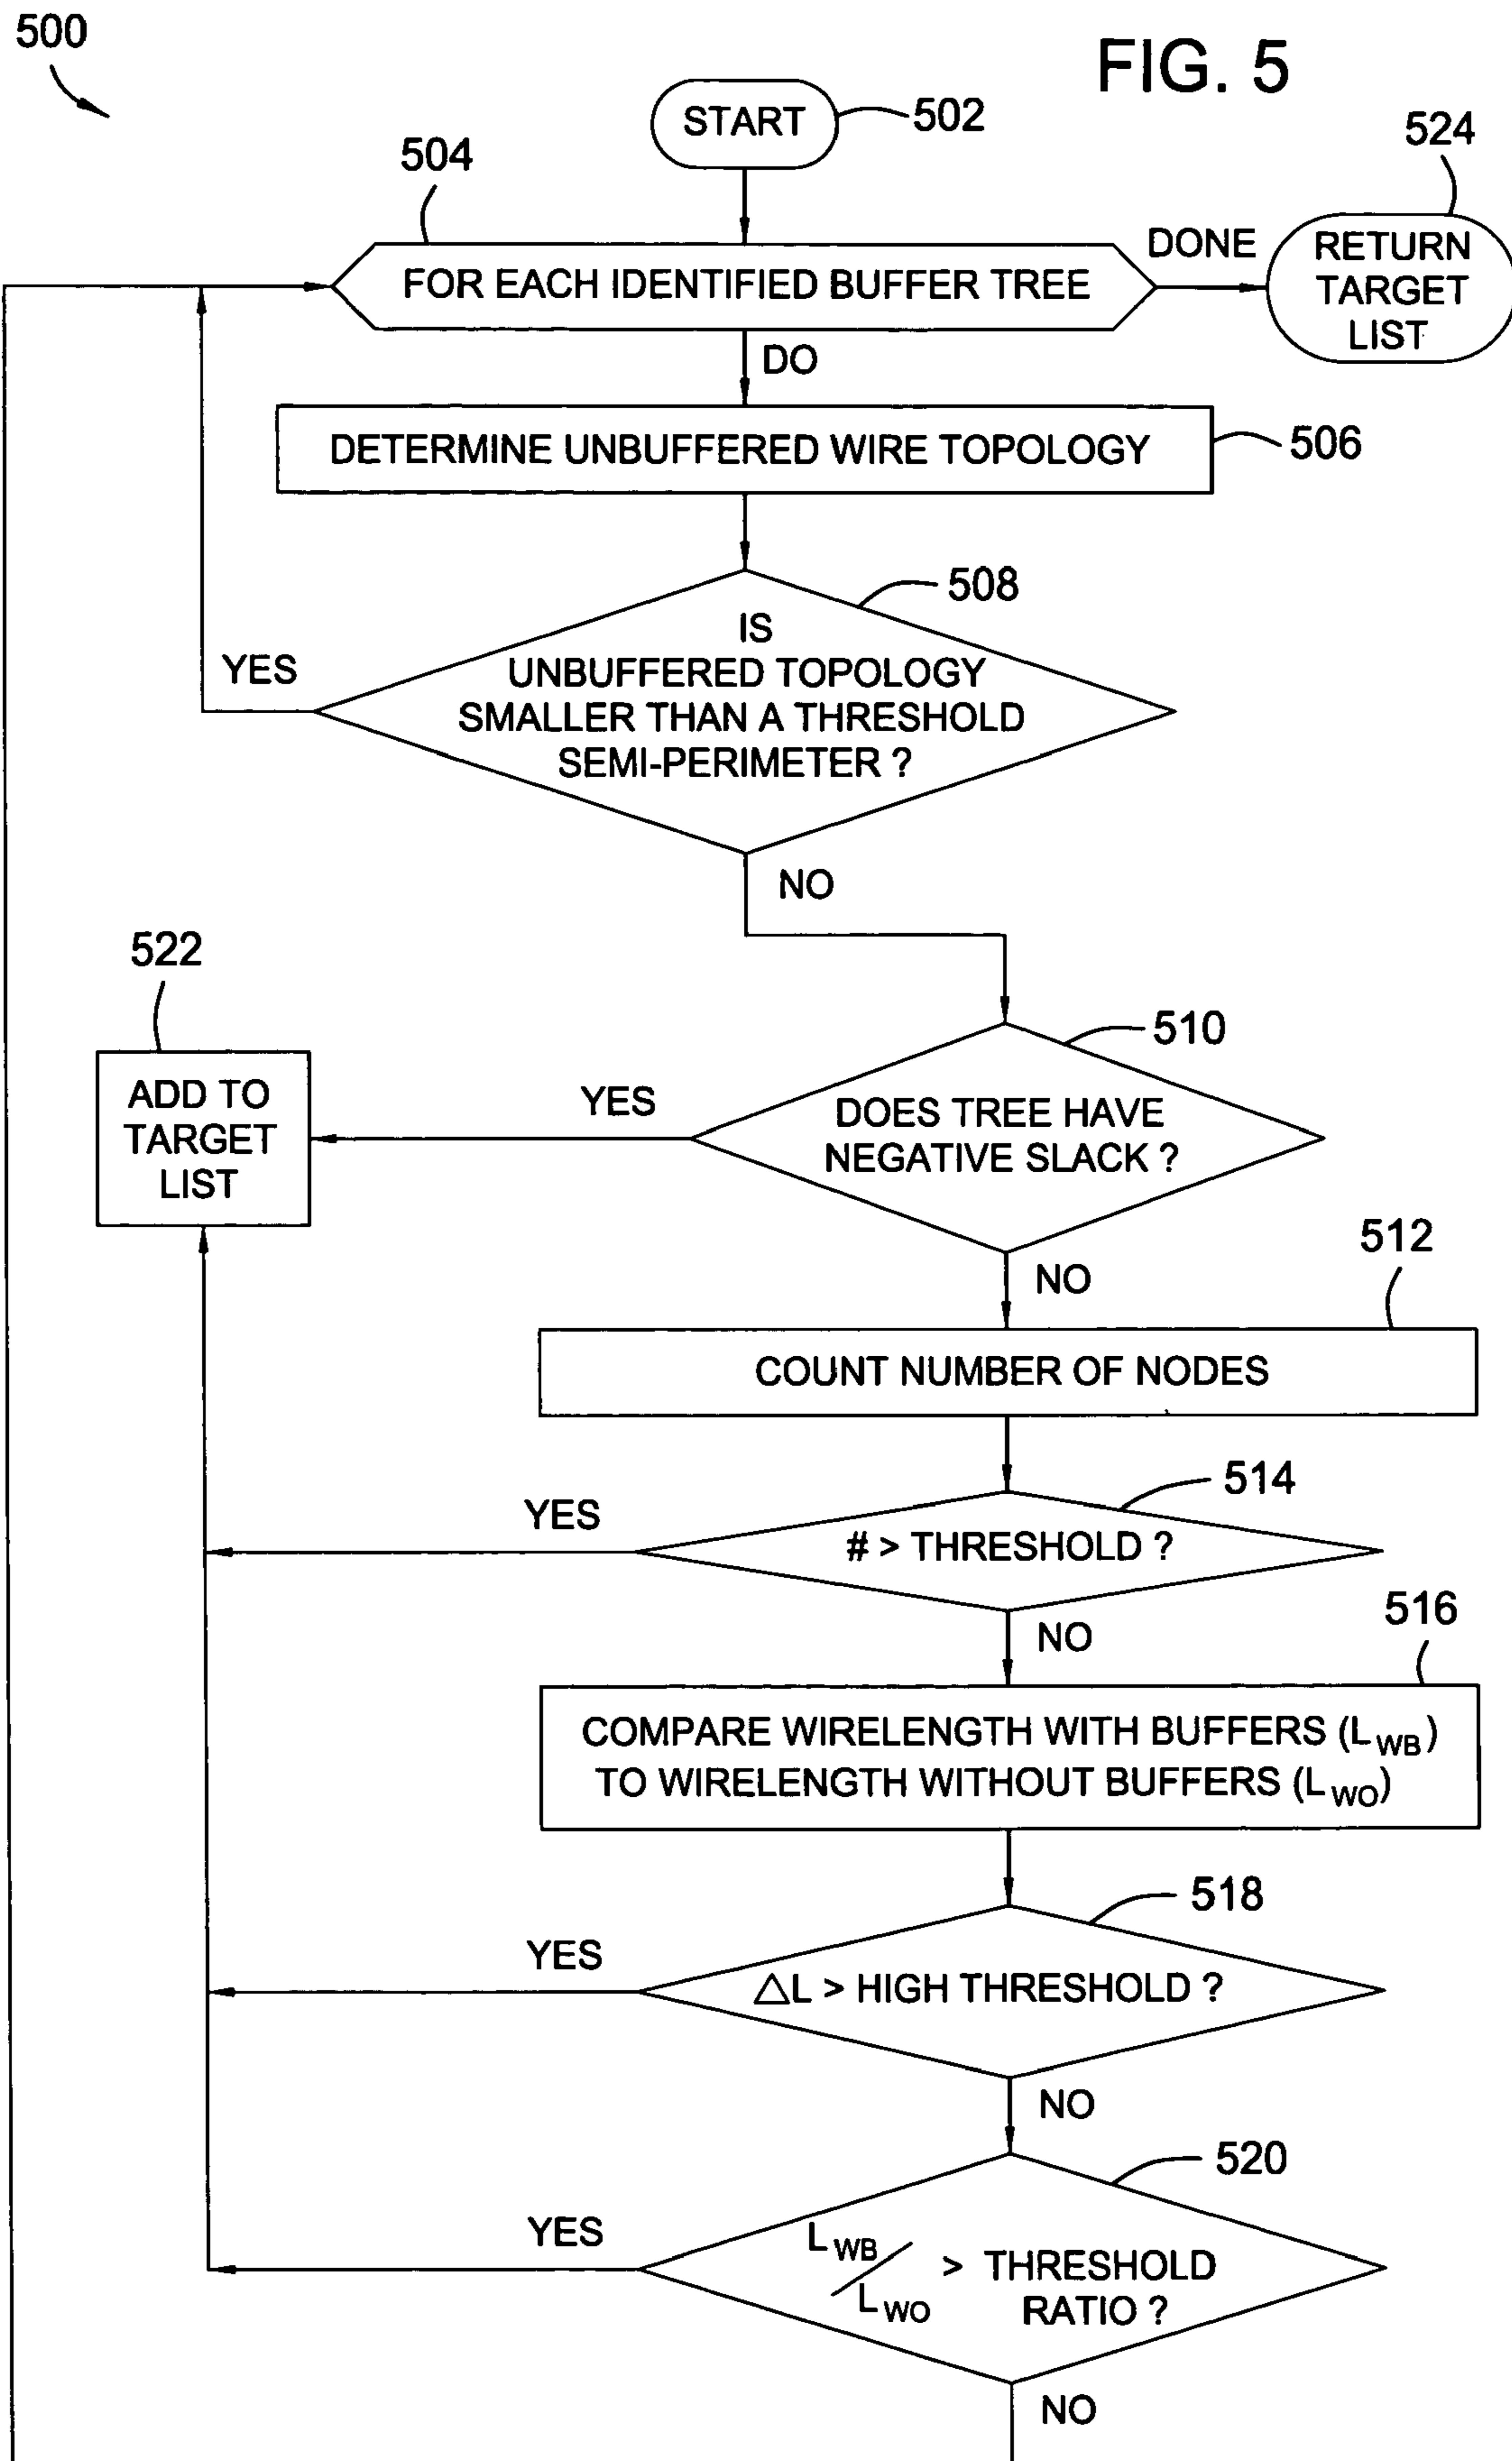 500
FIG. 5
START
502
504
524
FOR EACH IDENTIFIED BUFFER TREE
DONE
RETURN
TARGET
LIST
DO
DETERMINE UNBUFFERED WIRE TOPOLOGY
506
508
IS
UNBUFFERED TOPOLOGY
SMALLER THAN A THRESHOLD
SEMI-PERIMETER ?
YES
NO
522
ADD TO
TARGET
LIST
510
YES
DOES TREE HAVE
NEGATIVE SLACK ?
NO
512
COUNT NUMBER OF NODES
514
YES
# > THRESHOLD ?
NO
516
COMPARE WIRELENGTH WITH BUFFERS (L WB)
TO WIRELENGTH WITHOUT BUFFERS (L WO)
518
YES
△L > HIGH THRESHOLD ?
NO
520
YES
L WB / L WO > THRESHOLD
RATIO ?
NO